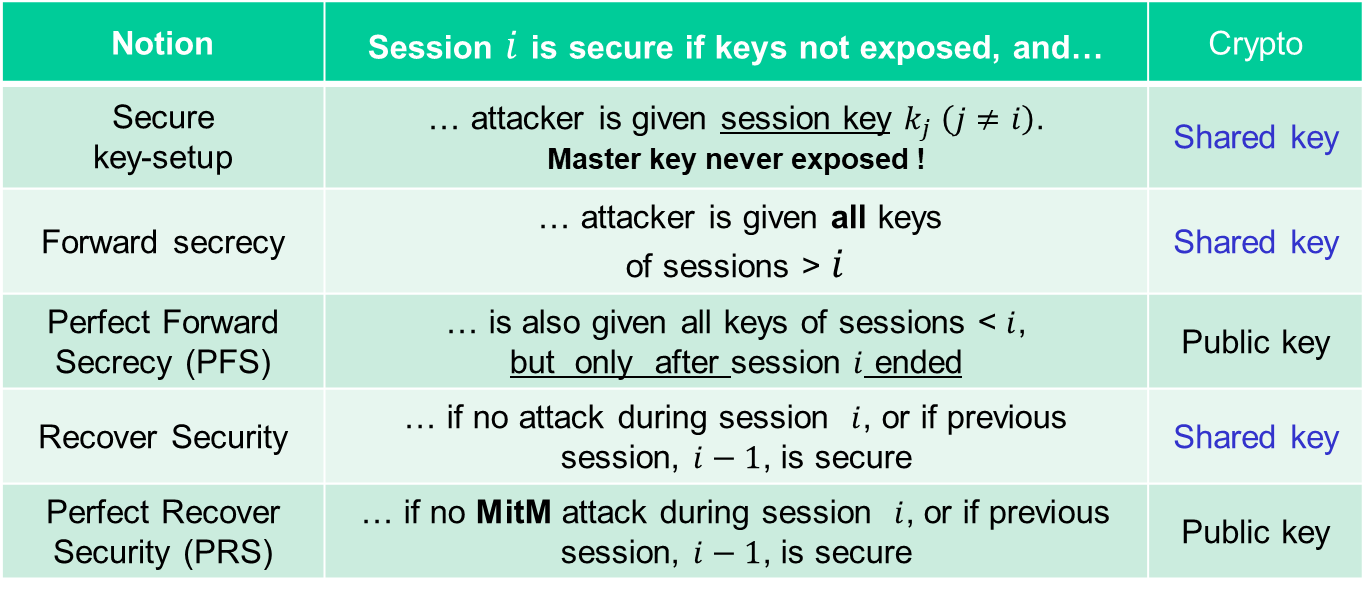 Notion
Session i is secure if keys not exposed, and…
Crypto
Secure
key-setup
… attacker is given session key kⱼ (j ≠ i).
Master key never exposed !
Shared key
Forward secrecy
… attacker is given all keys
of sessions > i
Shared key
Perfect Forward
Secrecy (PFS)
… is also given all keys of sessions < i,
but only after session i ended
Public key
Recover Security
… if no attack during session i, or if previous
session, i − 1, is secure
Shared key
Perfect Recover
Security (PRS)
… if no MitM attack during session i, or if previous
session, i − 1, is secure
Public key